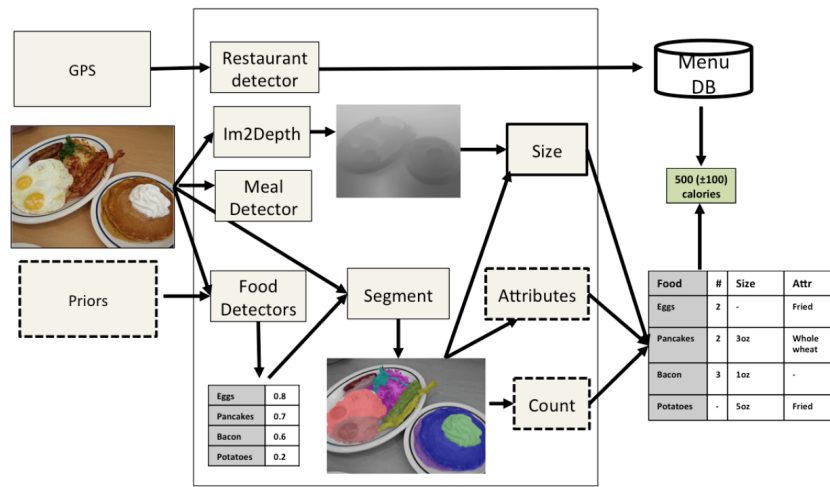 GPS
Restaurant
detector
Menu
DB
Im2Depth
Size
Meal
Detector
500 (±100)
calories
Priors
Food
Detectors
Segment
Attributes
Count
Eggs 0.8
Pancakes 0.7
Bacon 0.6
Potatoes 0.2
Food # Size Attr
Eggs 2 - Fried
Pancakes 2 3oz Whole
wheat
Bacon 3 1oz -
Potatoes - 5oz Fried